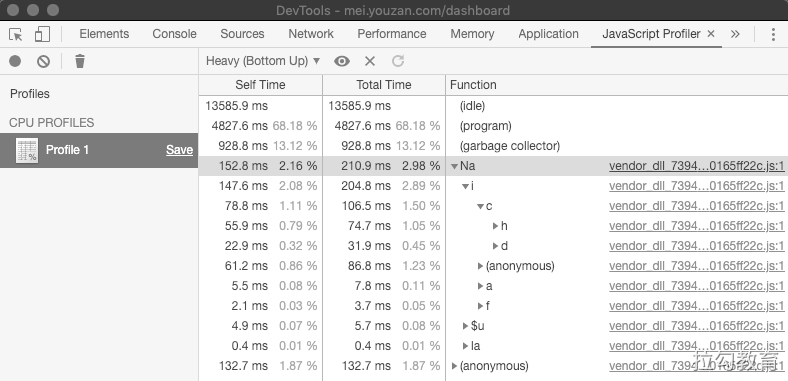 DevTools - mei.youzan.com/dashboard
Elements Console Sources Network Performance Memory Application JavaScript Profiler × »
Heavy (Bottom Up) ▼
Profiles
CPU PROFILES
Profile 1 Save
Self Time Total Time Function
13585.9 ms 13585.9 ms (idle)
4827.6 ms 68.18 % 4827.6 ms 68.18 % (program)
928.8 ms 13.12 % 928.8 ms 13.12 % (garbage collector)
152.8 ms 2.16 % 210.9 ms 2.98 % ▼Na vendor_dll_7394…0165ff22c.js:1
147.6 ms 2.08 % 204.8 ms 2.89 % ▼i vendor_dll_7394…0165ff22c.js:1
78.8 ms 1.11 % 106.5 ms 1.50 % ▼c vendor_dll_7394…0165ff22c.js:1
55.9 ms 0.79 % 74.7 ms 1.05 % ▶h vendor_dll_7394…0165ff22c.js:1
22.9 ms 0.32 % 31.9 ms 0.45 % ▶d vendor_dll_7394…0165ff22c.js:1
61.2 ms 0.86 % 86.8 ms 1.23 % ▶(anonymous) vendor_dll_7394…0165ff22c.js:1
5.5 ms 0.08 % 7.8 ms 0.11 % ▶a vendor_dll_7394…0165ff22c.js:1
2.1 ms 0.03 % 3.7 ms 0.05 % ▶f vendor_dll_7394…0165ff22c.js:1
4.9 ms 0.07 % 5.7 ms 0.08 % ▶$u vendor_dll_7394…0165ff22c.js:1
0.4 ms 0.01 % 0.4 ms 0.01 % ▶la vendor_dll_7394…0165ff22c.js:1
132.7 ms 1.87 % 132.7 ms 1.87 % ▶(anonymous)
拉勾教育